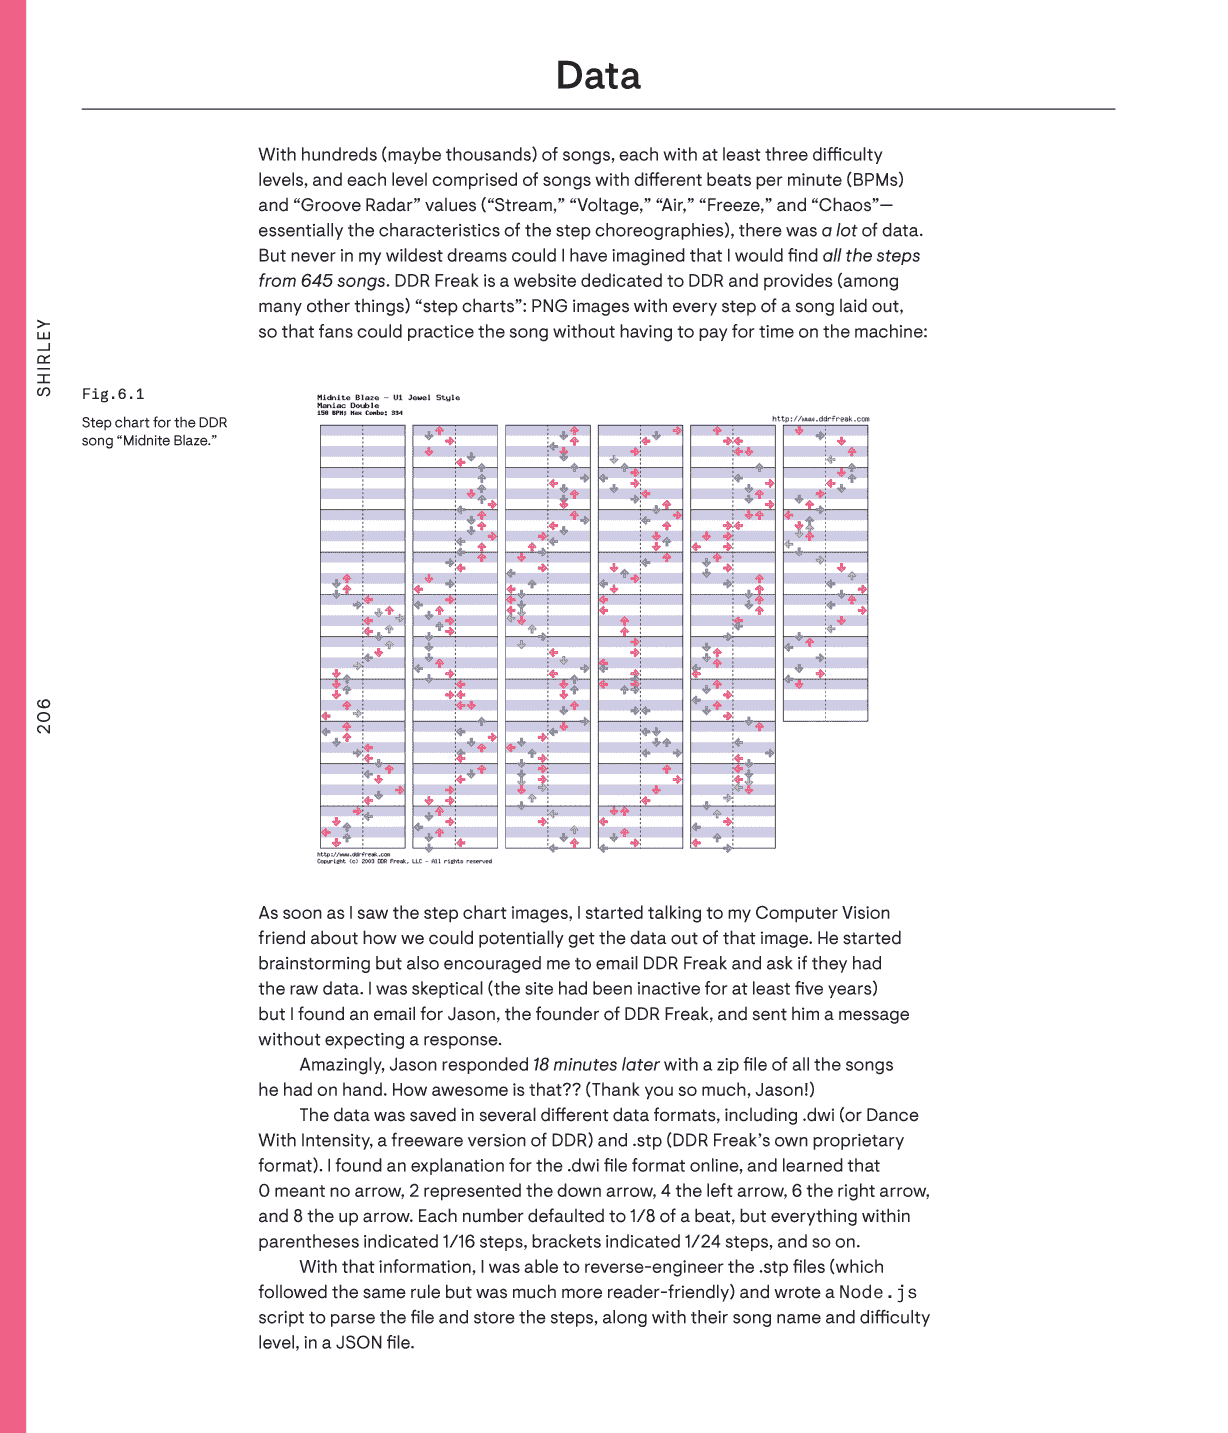 Data
With hundreds (maybe thousands) of songs, each with at least three difficulty
levels, and each level comprised of songs with different beats per minute (BPMs)
and “Groove Radar” values (“Stream,” “Voltage,” “Air,” “Freeze,” and “Chaos”—
essentially the characteristics of the step choreographies), there was a lot of data.
But never in my wildest dreams could I have imagined that I would find all the steps
from 645 songs. DDR Freak is a website dedicated to DDR and provides (among
many other things) “step charts”: PNG images with every step of a song laid out,
so that fans could practice the song without having to pay for time on the machine:
SHIRLEY
206
Fig.6.1
Step chart for the DDR
song “Midnite Blaze.”
Midnite Blaze - U1 Jewel Style
Maniac Double
150 BPM; Max Combo: 334
http://www.ddrfreak.com
http://www.ddrfreak.com
Copyright (c) 2003 DDR Freak, LLC - All rights reserved
As soon as I saw the step chart images, I started talking to my Computer Vision
friend about how we could potentially get the data out of that image. He started
brainstorming but also encouraged me to email DDR Freak and ask if they had
the raw data. I was skeptical (the site had been inactive for at least five years)
but I found an email for Jason, the founder of DDR Freak, and sent him a message
without expecting a response.
Amazingly, Jason responded 18 minutes later with a zip file of all the songs
he had on hand. How awesome is that?? (Thank you so much, Jason!)
The data was saved in several different data formats, including .dwi (or Dance
With Intensity, a freeware version of DDR) and .stp (DDR Freak’s own proprietary
format). I found an explanation for the .dwi file format online, and learned that
0 meant no arrow, 2 represented the down arrow, 4 the left arrow, 6 the right arrow,
and 8 the up arrow. Each number defaulted to 1/8 of a beat, but everything within
parentheses indicated 1/16 steps, brackets indicated 1/24 steps, and so on.
With that information, I was able to reverse-engineer the .stp files (which
followed the same rule but was much more reader-friendly) and wrote a Node.js
script to parse the file and store the steps, along with their song name and difficulty
level, in a JSON file.